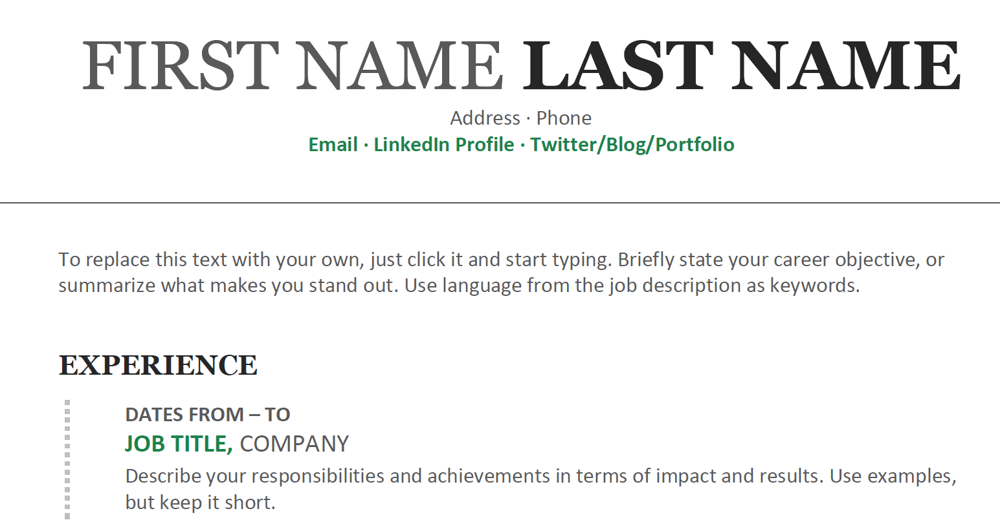 FIRST NAME LAST NAME
Address · Phone
Email · LinkedIn Profile · Twitter/Blog/Portfolio
To replace this text with your own, just click it and start typing. Briefly state your career objective, or
summarize what makes you stand out. Use language from the job description as keywords.
EXPERIENCE
DATES FROM – TO
JOB TITLE, COMPANY
Describe your responsibilities and achievements in terms of impact and results. Use examples,
but keep it short.